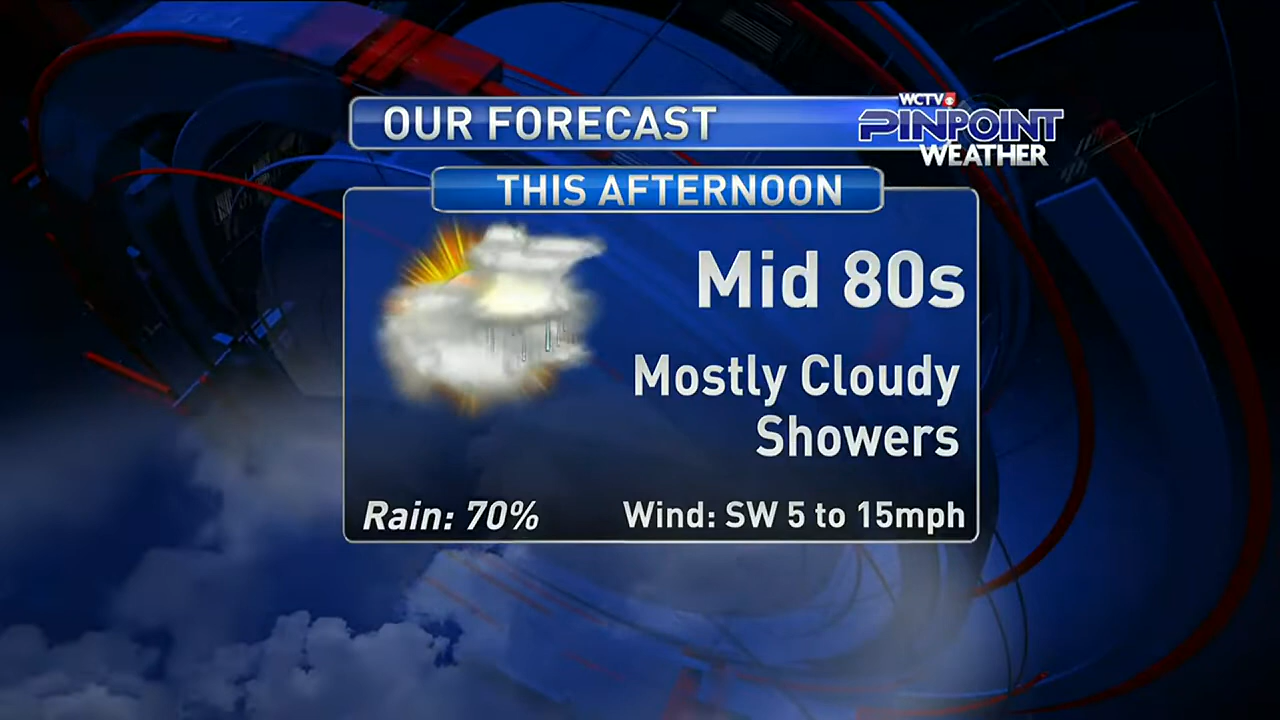 OUR FORECAST
WCTV
PINPOINT
WEATHER
THIS AFTERNOON
Mid 80s
Mostly Cloudy
Showers
Rain: 70%
Wind: SW 5 to 15mph